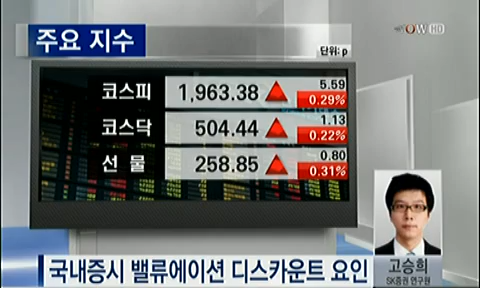 주요 지수
WOW HD
단위: p
코스피 1,963.38 ▲ 5.59 0.29%
코스닥 504.44 ▲ 1.13 0.22%
선물 258.85 ▲ 0.80 0.31%
고승희
SK증권 연구원
국내증시 밸류에이션 디스카운트 요인